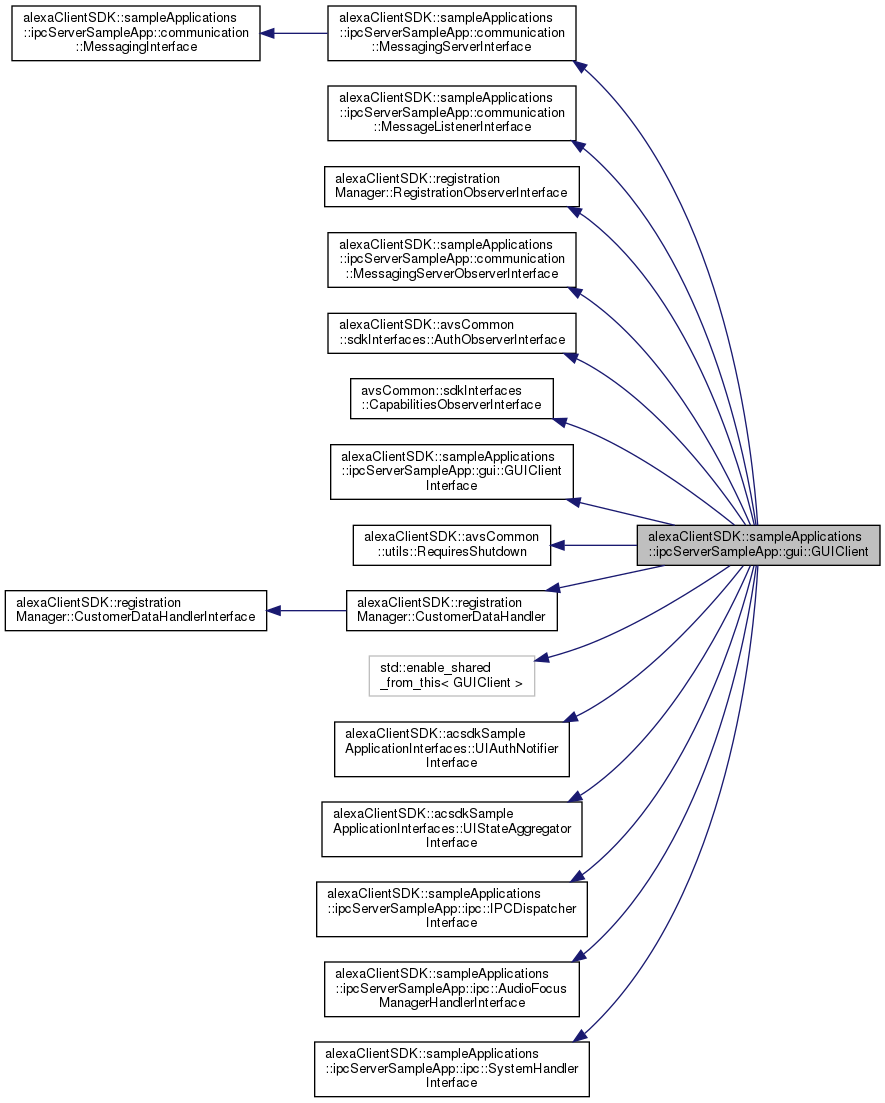 alexaClientSDK::sampleApplications
::ipcServerSampleApp::communication
::MessagingInterface
alexaClientSDK::sampleApplications
::ipcServerSampleApp::communication
::MessagingServerInterface
alexaClientSDK::sampleApplications
::ipcServerSampleApp::communication
::MessageListenerInterface
alexaClientSDK::registration
Manager::RegistrationObserverInterface
alexaClientSDK::sampleApplications
::ipcServerSampleApp::communication
::MessagingServerObserverInterface
alexaClientSDK::avsCommon
::sdkInterfaces::AuthObserverInterface
avsCommon::sdkInterfaces
::CapabilitiesObserverInterface
alexaClientSDK::sampleApplications
::ipcServerSampleApp::gui::GUIClient
Interface
alexaClientSDK::avsCommon
::utils::RequiresShutdown
alexaClientSDK::sampleApplications
::ipcServerSampleApp::gui::GUIClient
alexaClientSDK::registration
Manager::CustomerDataHandlerInterface
alexaClientSDK::registration
Manager::CustomerDataHandler
std::enable_shared
_from_this< GUIClient >
alexaClientSDK::acsdkSample
ApplicationInterfaces::UIAuthNotifier
Interface
alexaClientSDK::acsdkSample
ApplicationInterfaces::UIStateAggregator
Interface
alexaClientSDK::sampleApplications
::ipcServerSampleApp::ipc::IPCDispatcher
Interface
alexaClientSDK::sampleApplications
::ipcServerSampleApp::ipc::AudioFocus
ManagerHandlerInterface
alexaClientSDK::sampleApplications
::ipcServerSampleApp::ipc::SystemHandler
Interface